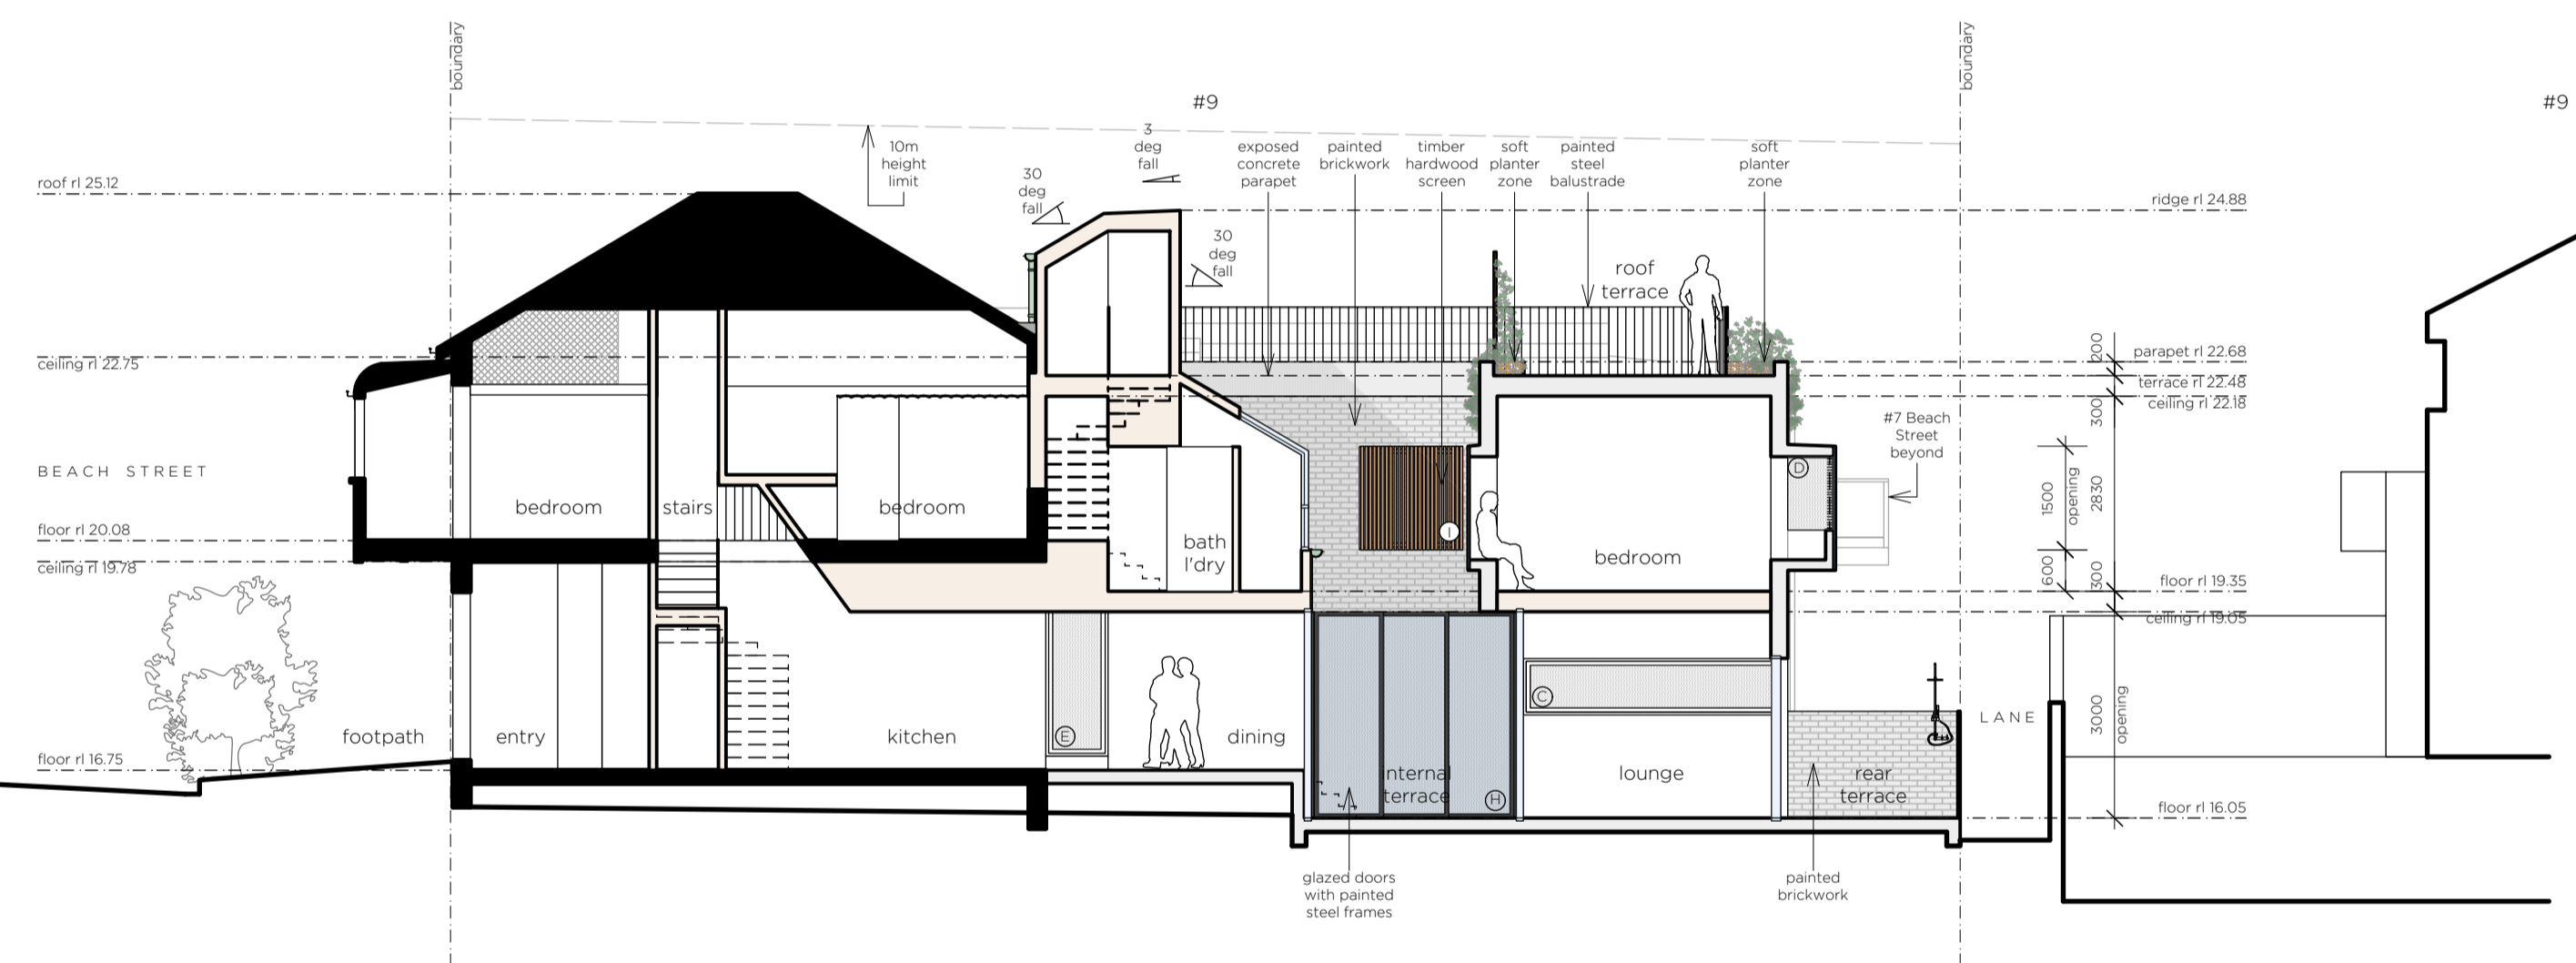 boundary
boundary
#9
#9
10m
height
limit
30
deg
fall
3
deg
fall
30
deg
fall
exposed
concrete
parapet
painted
brickwork
timber
hardwood
screen
soft
planter
zone
painted
steel
balustrade
soft
planter
zone
roof rl 25.12
ridge rl 24.88
roof
terrace
ceiling rl 22.75
200
parapet rl 22.68
terrace rl 22.48
300
ceiling rl 22.18
#7 Beach
Street
beyond
BEACH STREET
D
1500
opening
2830
bedroom
stairs
bedroom
bath
l'dry
I
bedroom
floor rl 20.08
ceiling rl 19.78
600
300
floor rl 19.35
ceiling rl 19.05
footpath
entry
kitchen
E
dining
C
LANE
3000
opening
floor rl 16.75
internal
terrace
H
lounge
rear
terrace
floor rl 16.05
glazed doors
with painted
steel frames
painted
brickwork